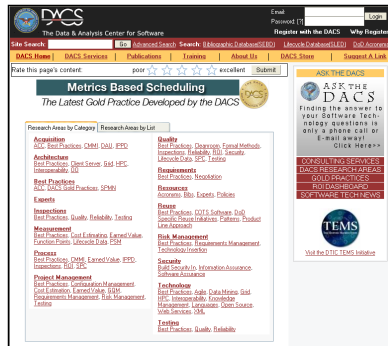 Email
Login
DACS
Password [?]
The Data & Analysis Center for Software
Register with the DACS Why Register
Site Search: Go Advanced Search Search: Bibliographic Database(SEBD) Lifecycle Database(SLED) DoD Acronyms
DACS Home | DACS Services | Publications | Training | About Us | DACS Store | Suggest A Link
Rate this page's content: poor excellent Submit
Metrics Based Scheduling
The Latest Gold Practice Developed by the DACS
Research Areas by Category Research Areas by List
Acquisition
ACC, Best Practices, CMMI, DAU, IPPD
Architecture
Best Practices, Client Server, Grid, HPC,
Interoperability, OO
Best Practices
ACC, DACS Gold Practices, SPMN
Experts
Inspections
Best Practices, Quality, Reliability, Testing
Measurement
Best Practices, Cost Estimating, Earned Value,
Function Points, Lifecycle Data, PSM
Process
Best Practices, CMMI, Earned Value, IPPD,
Inspections, ROI, SPC
Project Management
Best Practices, Configuration Management,
Cost Estimation, Earned Value, GQM,
Requirements Management, Risk Management,
Testing
Quality
Best Practices, Cleanroom, Formal Methods,
Inspections, Reliability, ROI, Security,
Lifecycle Data, SPC, Testing
Requirements
Best Practices, Negotiation
Resources
Acronyms, Bibs, Experts, Policies
Reuse
Best Practices, COTS Software, DoD
Specific Reuse Initiatives, Patterns, Product
Line Approach
Risk Management
Best Practices, Requirements Management,
Technology Insertion
Security
Build Security In, Information Assurance,
Software Assurance
Technology
Best Practices, Agile, Data Mining, Grid,
HPC, Interoperability, Knowledge
Management, Languages, Open Source,
Web Services, XML
Testing
Best Practices, Quality, Reliability
ASK THE DACS
ASK THE
DACS
Finding the answer to
your Software Tech-
nology questions is
only a phone call or
E-mail away!
Click Here>>
CONSULTING SERVICES
DACS RESEARCH AREAS
GOLD PRACTICES
ROI DASHBOARD
SOFTWARE TECH NEWS
TEMS
Visit the DTIC TEMS Initiative